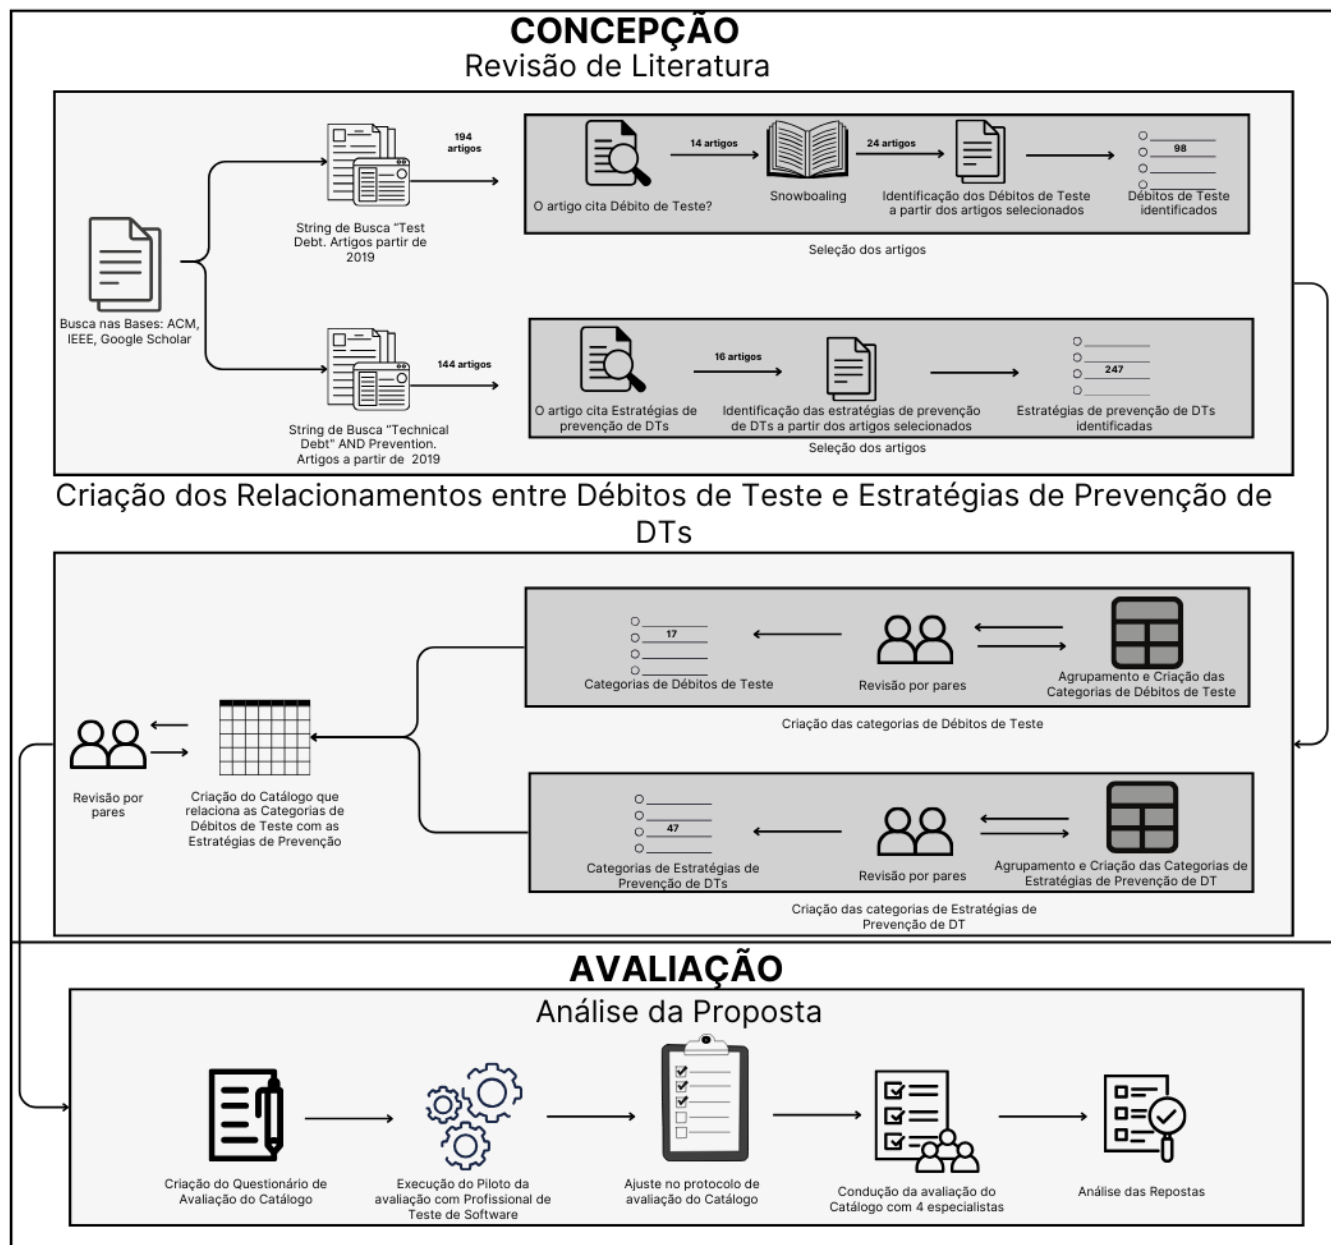 CONCEPÇÃO
Revisão de Literatura
194
artigos
14 artigos
24 artigos
98
O artigo cita Débito de Teste?
Snowboaling
Identificação dos Débitos de Teste
a partir dos artigos selecionados
Débitos de Teste
identificados
String de Busca "Test
Debt. Artigos partir de
2019
Seleção dos artigos
Busca nas Bases: ACM,
IEEE, Google Scholar
144 artigos
16 artigos
247
O artigo cita Estratégias de
prevenção de DTs
Identificação das estratégias de prevenção
de DTs a partir dos artigos selecionados
Estratégias de prevenção de DTs
identificadas
String de Busca "Technical
Debt" AND Prevention.
Artigos a partir de 2019
Seleção dos artigos
Criação dos Relacionamentos entre Débitos de Teste e Estratégias de Prevenção de
DTs
17
Categorias de Débitos de Teste
Revisão por pares
Agrupamento e Criação das
Categorias de Débitos de Teste
Criação das categorias de Débitos de Teste
Revisão por
pares
Criação do Catálogo que
relaciona as Categorias de
Débitos de Teste com as
Estratégias de Prevenção
47
Categorias de Estratégias de
Prevenção de DTs
Revisão por pares
Agrupamento e Criação das Categorias de
Estratégias de Prevenção de DT
Criação das categorias de Estratégias de
Prevenção de DT
AVALIAÇÃO
Análise da Proposta
Criação do Questionário de
Avaliação do Catálogo
Execução do Piloto da
avaliação com Profissional de
Teste de Software
Ajuste no protocolo de
avaliação do Catálogo
Condução da avaliação do
Catálogo com 4 especialistas
Análise das Repostas